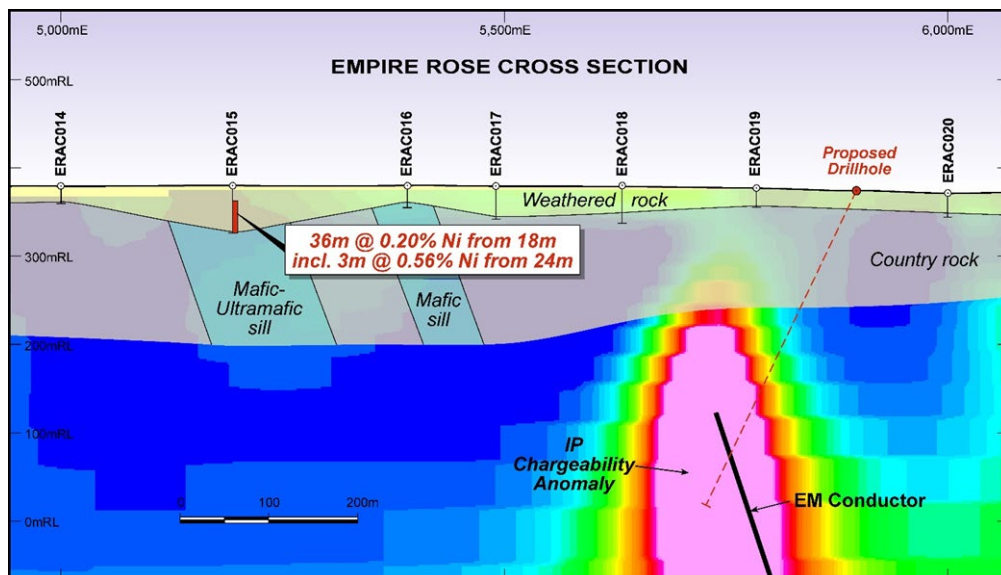 5,000mE
5,500mE
6,000mE
EMPIRE ROSE CROSS SECTION
500mRL
ERAC014
ERAC015
ERAC016
ERAC017
ERAC018
ERAC019
Proposed
Drillhole
ERAC020
Weathered rock
36m @ 0.20% Ni from 18m
incl. 3m @ 0.56% Ni from 24m
300mRL
Country rock
Mafic-
Ultramafic
sill
Mafic
sill
200mRL
100mRL
IP
Chargeability
Anomaly
EM Conductor
0 100 200m
0mRL